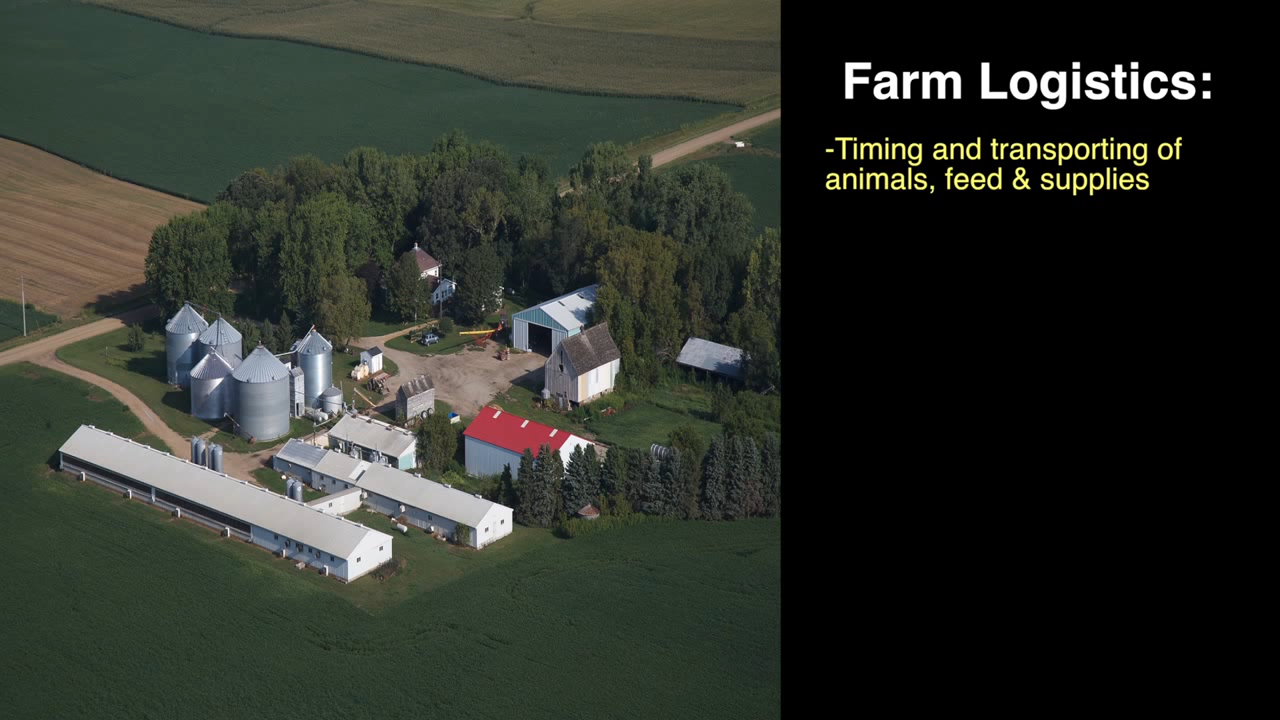 Farm Logistics:
-Timing and transporting of
animals, feed & supplies